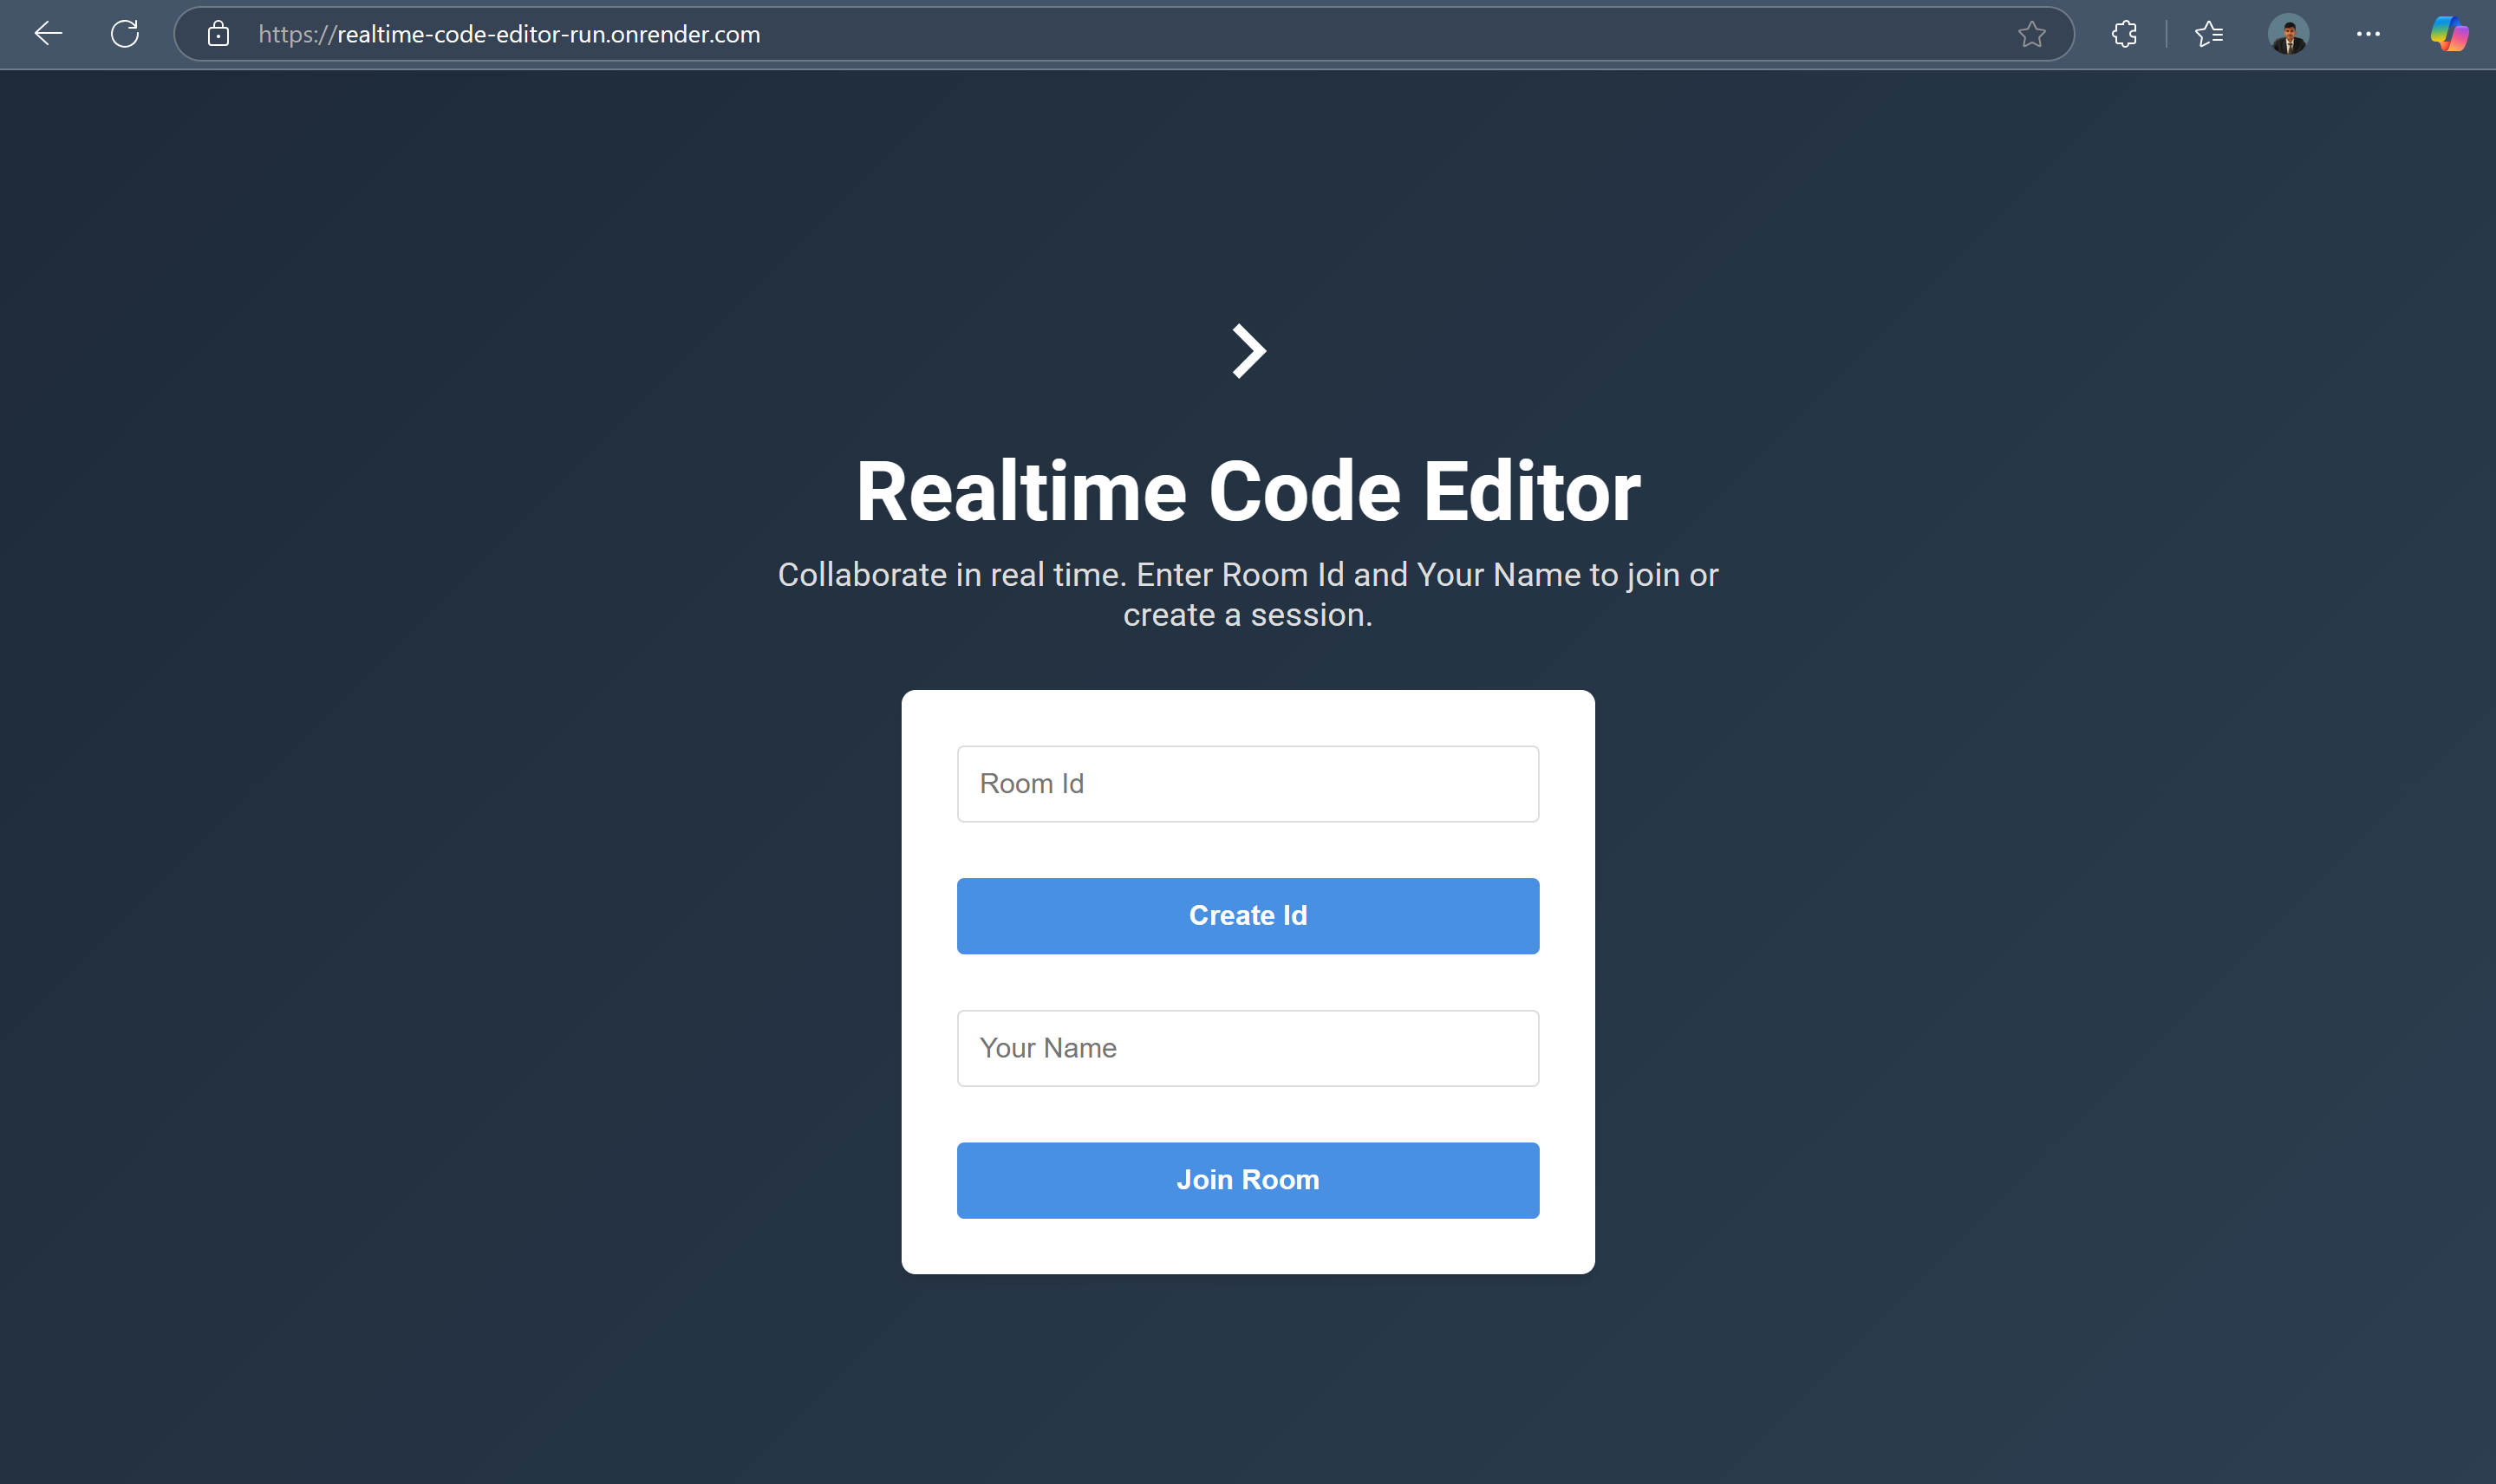 https://realtime-code-editor-run.onrender.com
Realtime Code Editor
Collaborate in real time. Enter Room Id and Your Name to join or
create a session.
Room Id
Create Id
Your Name
Join Room